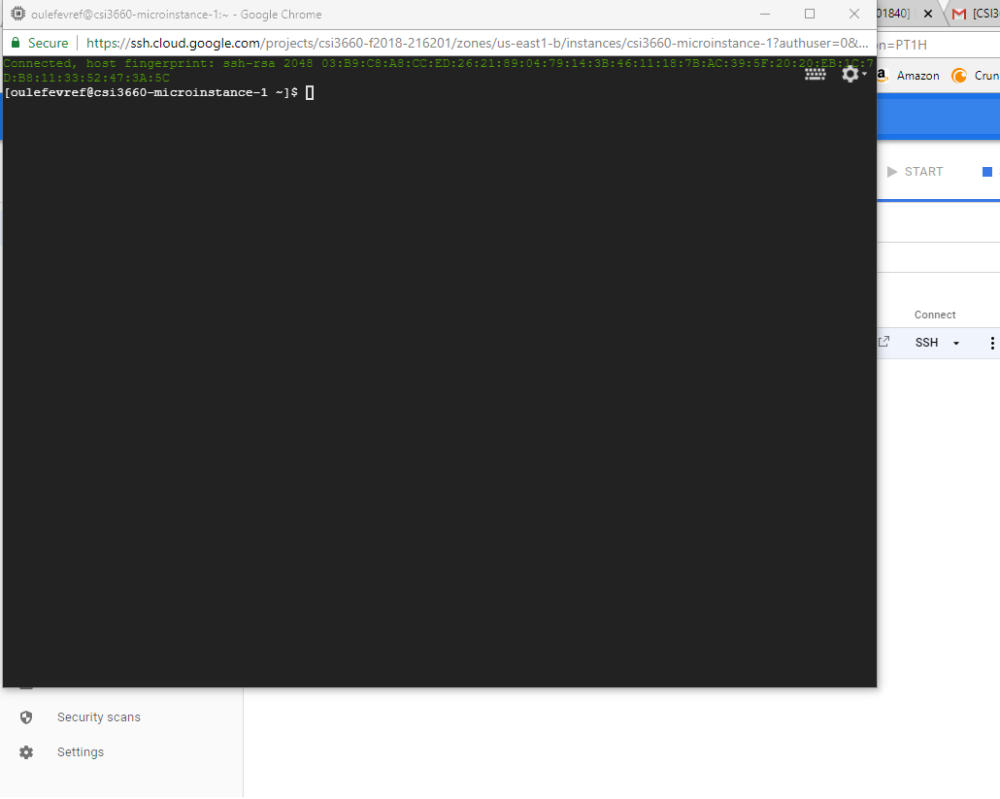 oulefevref@csi3660-microinstance-1:~ - Google Chrome
01840]
[CSI3
Secure
https://ssh.cloud.google.com/projects/csi3660-f2018-216201/zones/us-east1-b/instances/csi3660-microinstance-1?authuser=0&...
on=PT1H
Connected, host fingerprint: ssh-rsa 2048 03:B9:C8:A8:CC:ED:26:21:89:04:79:14:3B:46:11:18:7B:AC:39:5F:20:20:EB:1C:7
D:B8:11:33:52:47:3A:5C
[oulefevref@csi3660-microinstance-1 ~]$
Amazon
Crun
START
Connect
SSH
Security scans
Settings